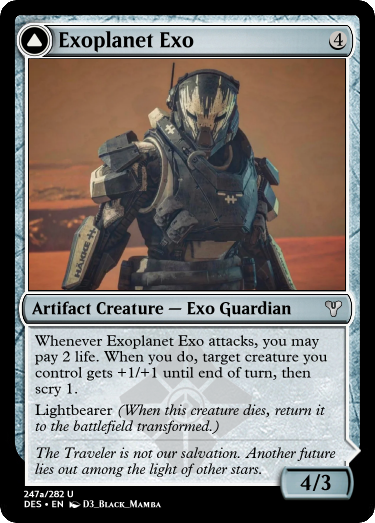 Exoplanet Exo
4
HAKKE
Artifact Creature — Exo Guardian
Whenever Exoplanet Exo attacks, you may
pay 2 life. When you do, target creature you
control gets +1/+1 until end of turn, then
scry 1.
Lightbearer (When this creature dies, return it
to the battlefield transformed.)
The Traveler is not our salvation. Another future
lies out among the light of other stars.
4/3
247a/282 U
DES • EN D3_Black_Mamba